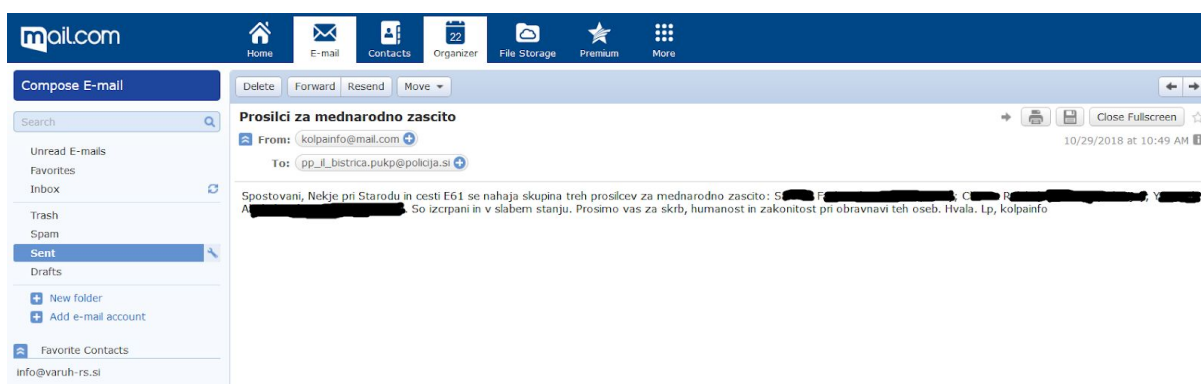 mail.com
Home
E-mail
Contacts
22
Organizer
File Storage
Premium
More
Compose E-mail
Search
Unread E-mails
Favorites
Inbox
Trash
Spam
Sent
Drafts
New folder
Add e-mail account
Favorite Contacts
info@varuh-rs.si
Delete Forward Resend Move
Prosilci za mednarodno zascito
Close Fullscreen
From: kolpainfo@mail.com
10/29/2018 at 10:49 AM
To: pp_il_bistrica.pukp@policija.si
Spostovani, Nekje pri Starodu in cesti E61 se nahaja skupina treh prosilcev za mednarodno zascito: S F ; C R ; Y
A . So izcrpani in v slabem stanju. Prosimo vas za skrb, humanost in zakonitost pri obravnavi teh oseb. Hvala. Lp, kolpainfo